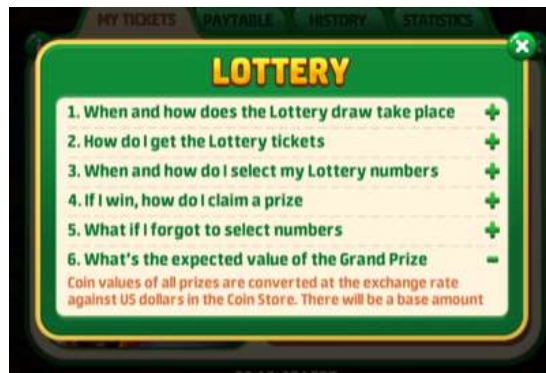 MY TICKETS PAYTABLE HISTORY STATISTICS
LOTTERY
1. When and how does the Lottery draw take place
2. How do I get the Lottery tickets
3. When and how do I select my Lottery numbers
4. If I win, how do I claim a prize
5. What if I forgot to select numbers
6. What's the expected value of the Grand Prize
Coin values of all prizes are converted at the exchange rate
against US dollars in the Coin Store. There will be a base amount